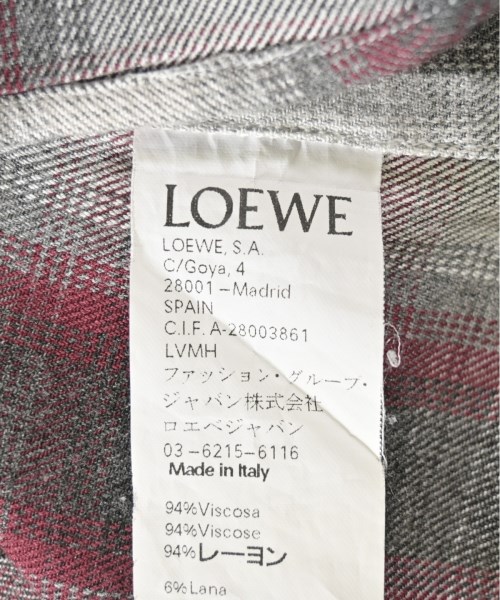 LOEWE
LOEWE, S.A.
C/Goya, 4
28001 – Madrid
SPAIN
C.I.F. A-28003861
LVMH
ファッション・グループ・
ジャパン株式会社
ロエベジャパン
03 – 6215 – 6116
Made in Italy
94%Viscosa
94%Viscose
94%レーヨン
6%Lana